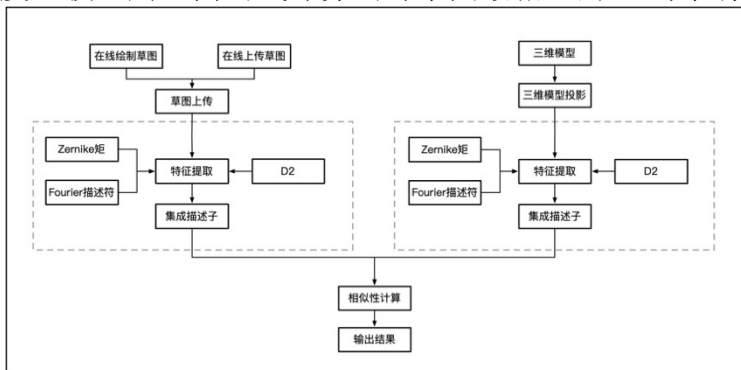 在线绘制草图
在线上传草图
三维模型
草图上传
三维模型投影
Zernike矩
特征提取
D2
Fourier描述符
集成描述子
Zernike矩
特征提取
D2
Fourier描述符
集成描述子
相似性计算
输出结果